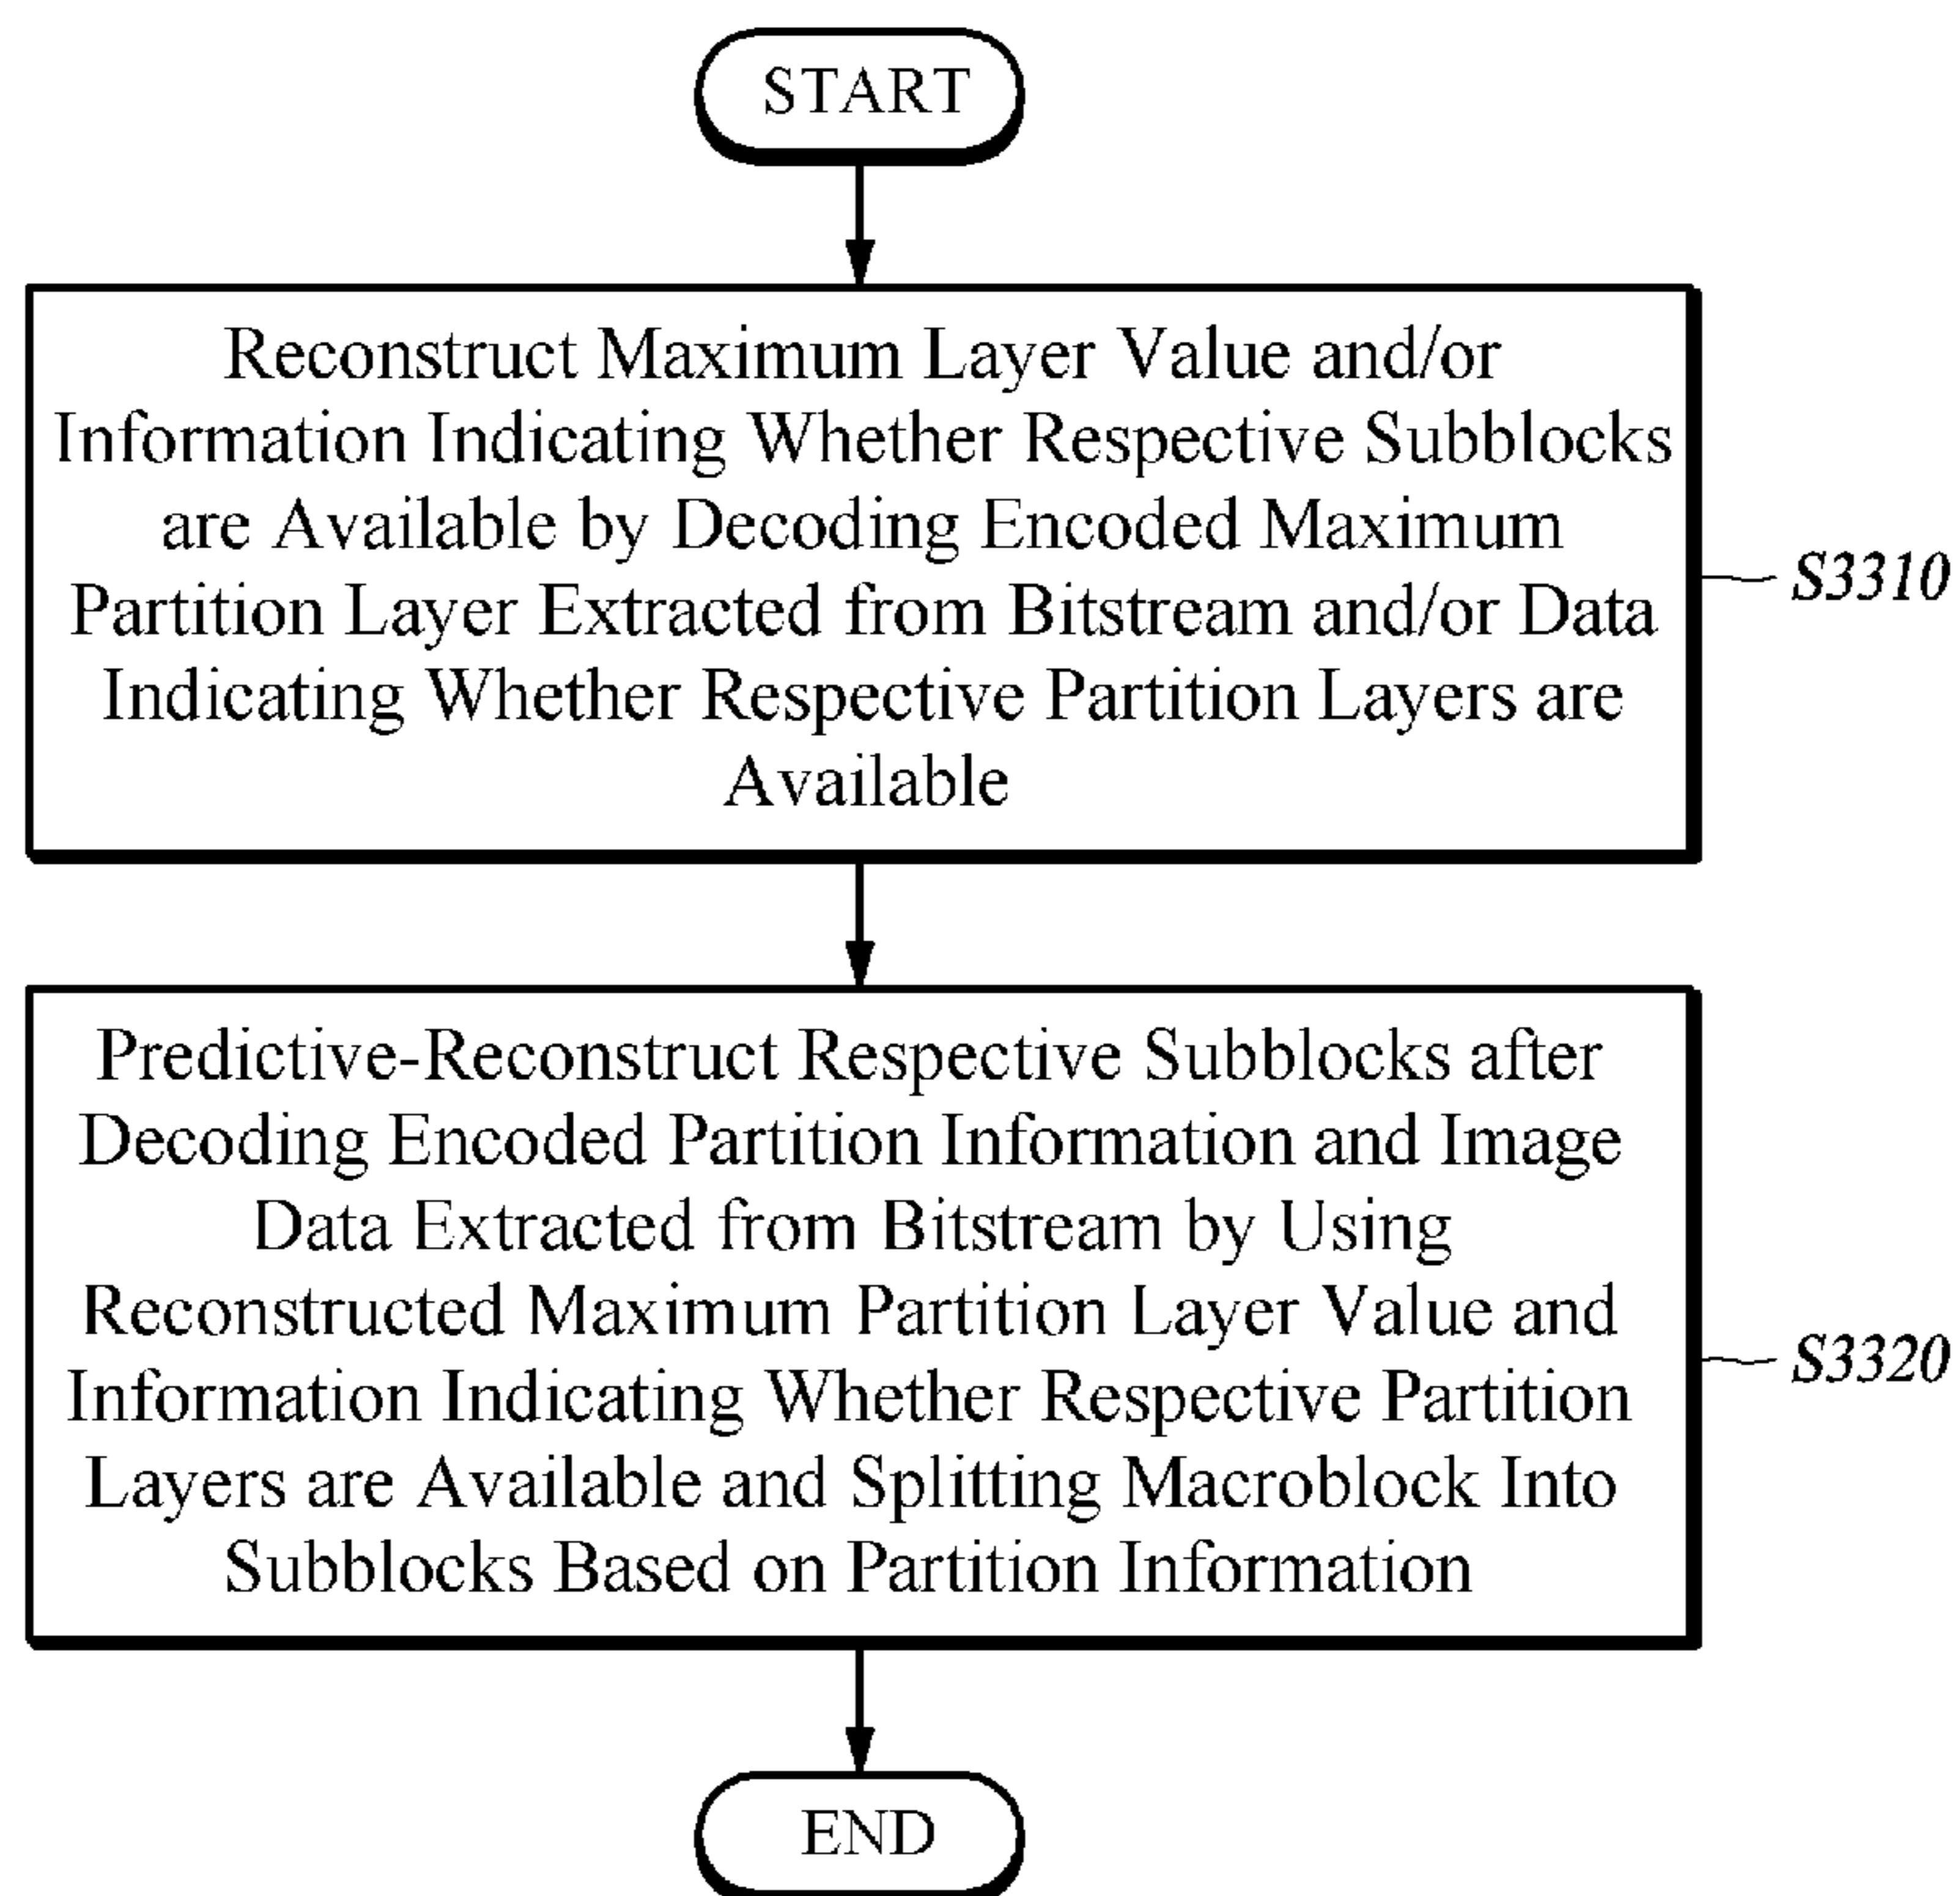 START
Reconstruct Maximum Layer Value and/or
Information Indicating Whether Respective Subblocks
are Available by Decoding Encoded Maximum
Partition Layer Extracted from Bitstream and/or Data
Indicating Whether Respective Partition Layers are
Available
S3310
Predictive-Reconstruct Respective Subblocks after
Decoding Encoded Partition Information and Image
Data Extracted from Bitstream by Using
Reconstructed Maximum Partition Layer Value and
Information Indicating Whether Respective Partition
Layers are Available and Splitting Macroblock Into
Subblocks Based on Partition Information
S3320
END